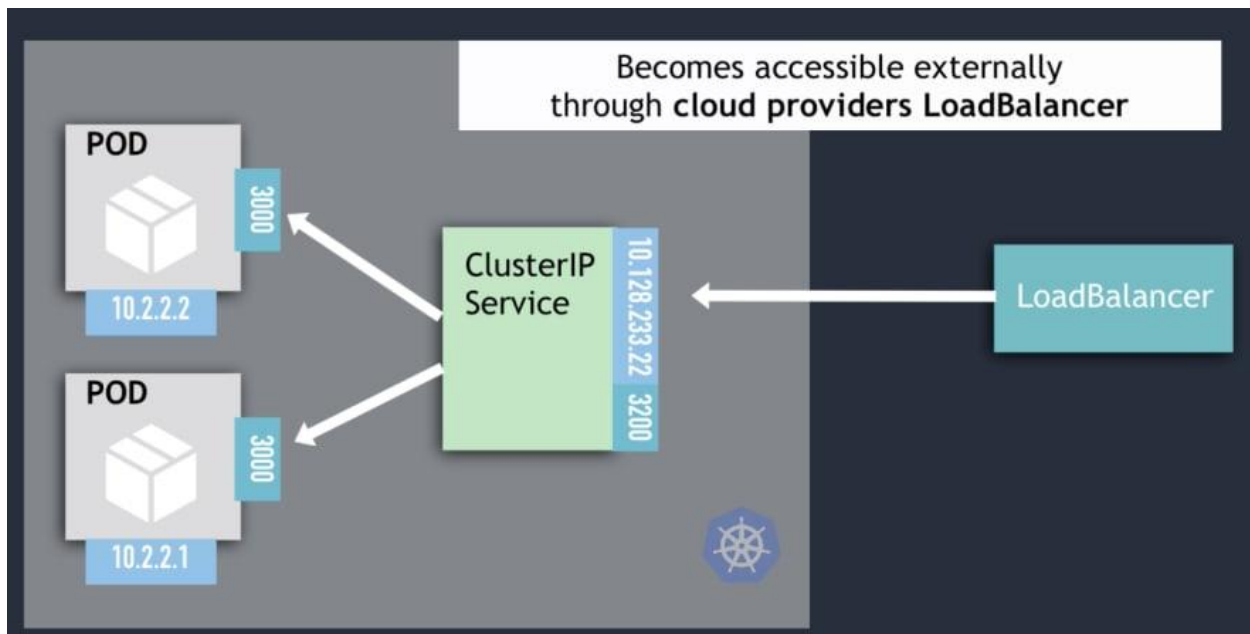 Becomes accessible externally
through cloud providers LoadBalancer
POD
3000
10.2.2.2
ClusterIP
Service
10.128.233.22
3200
LoadBalancer
POD
3000
10.2.2.1